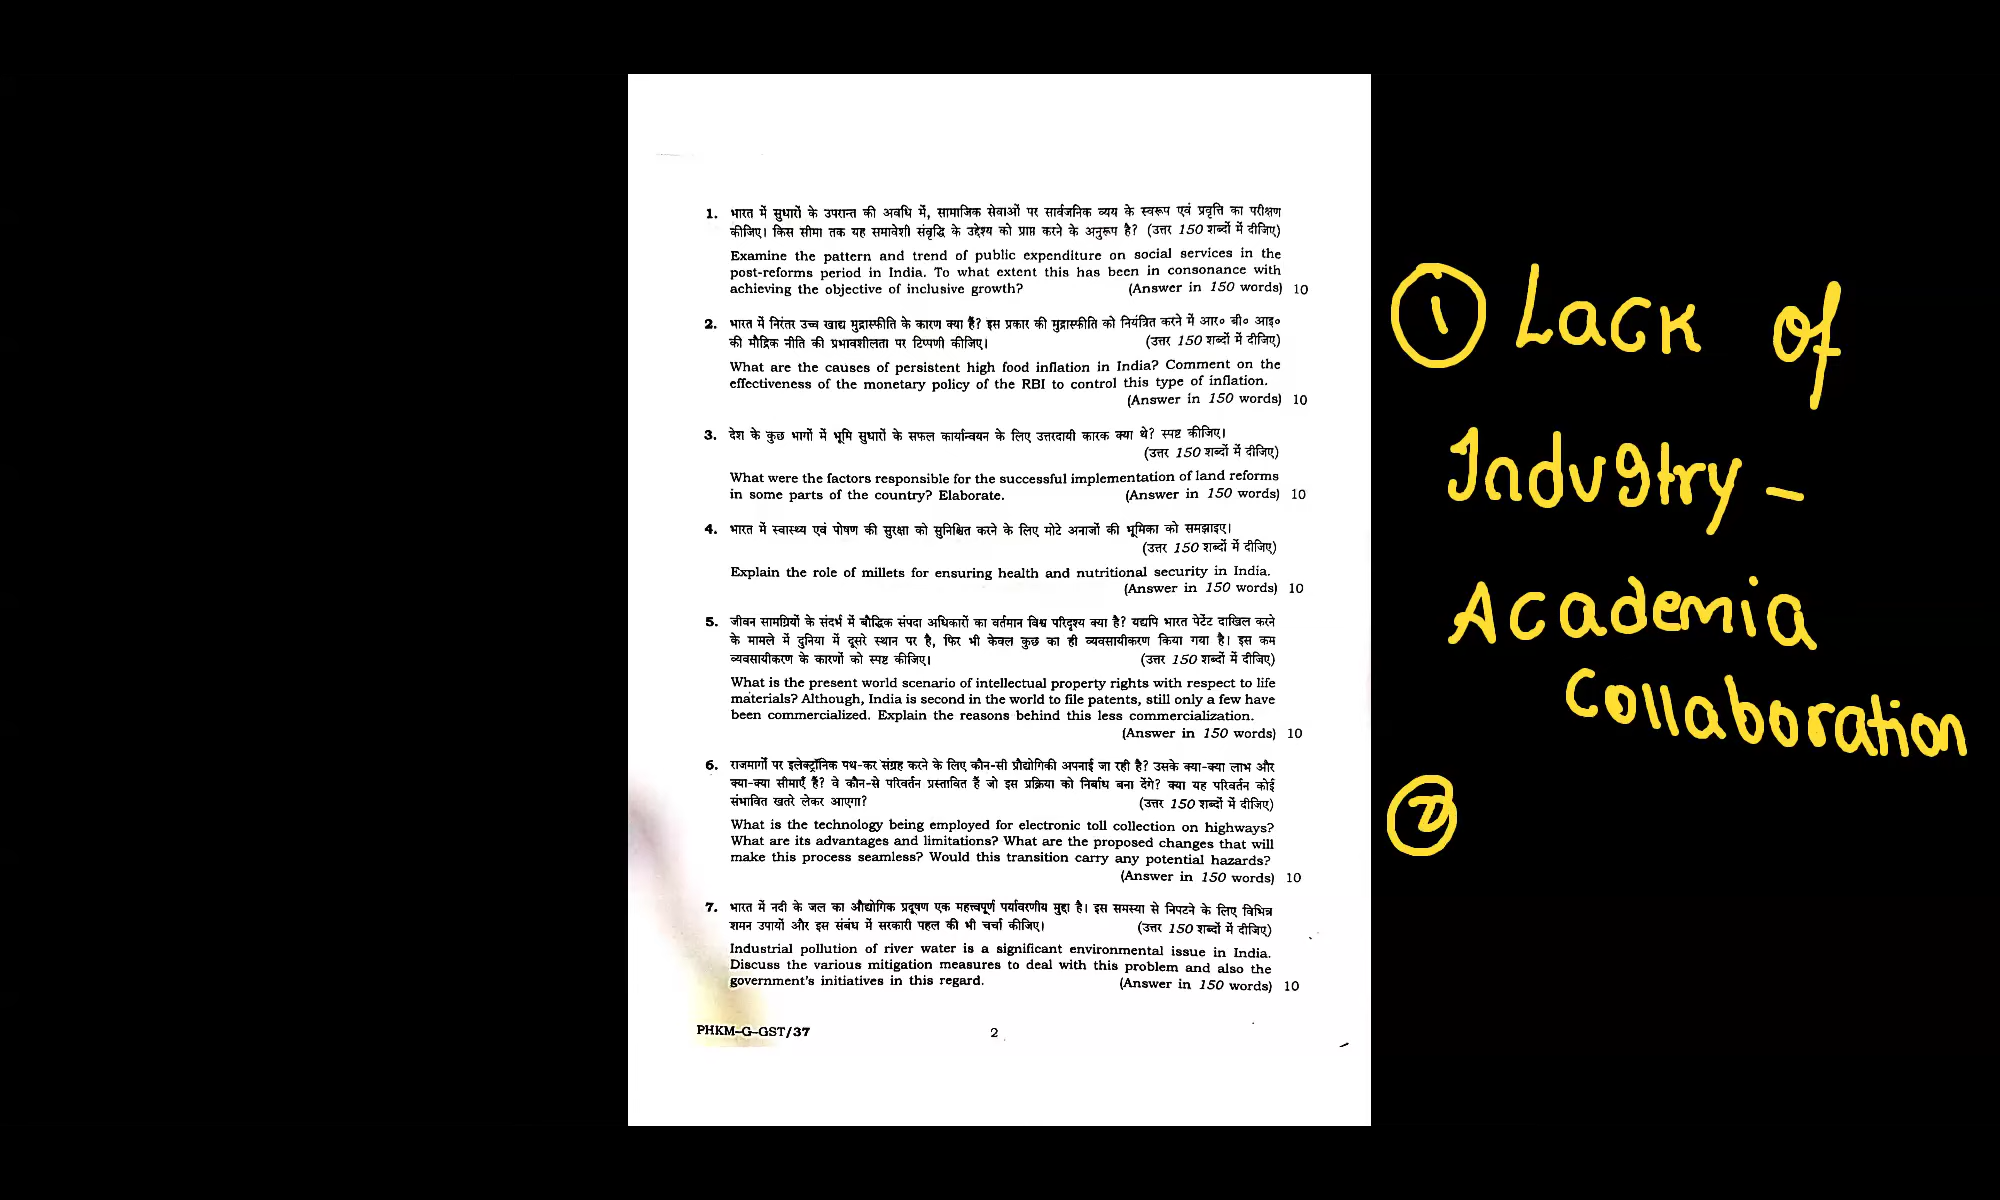 1. भारत में सुधारों के उपरान्त की अवधि में, सामाजिक सेवाओं पर सार्वजनिक व्यय के स्वरूप एवं प्रवृत्ति का परीक्षण
कीजिए। किस सीमा तक यह समावेशी संवृद्धि के उद्देश्य को प्राप्त करने के अनुरूप है? (उत्तर 150 शब्दों में दीजिए)
Examine the pattern and trend of public expenditure on social services in the
post-reforms period in India. To what extent this has been in consonance with
achieving the objective of inclusive growth? (Answer in 150 words) 10
2. भारत में निरंतर उच्च खाद्य मुद्रास्फीति के कारण क्या हैं? इस प्रकार की मुद्रास्फीति को नियंत्रित करने में आर० बी० आइ०
की मौद्रिक नीति की प्रभावशीलता पर टिप्पणी कीजिए। (उत्तर 150 शब्दों में दीजिए)
What are the causes of persistent high food inflation in India? Comment on the
effectiveness of the monetary policy of the RBI to control this type of inflation.
(Answer in 150 words) 10
3. देश के कुछ भागों में भूमि सुधारों के सफल कार्यान्वयन के लिए उत्तरदायी कारक क्या थे? स्पष्ट कीजिए।
(उत्तर 150 शब्दों में दीजिए)
What were the factors responsible for the successful implementation of land reforms
in some parts of the country? Elaborate. (Answer in 150 words) 10
4. भारत में स्वास्थ्य एवं पोषण की सुरक्षा को सुनिश्चित करने के लिए मोटे अनाजों की भूमिका को समझाइए।
(उत्तर 150 शब्दों में दीजिए)
Explain the role of millets for ensuring health and nutritional security in India.
(Answer in 150 words) 10
5. जीवन सामग्रियों के संदर्भ में बौद्धिक संपदा अधिकारों का वर्तमान विश्व परिदृश्य क्या है? यद्यपि भारत पेटेंट दाखिल करने
के मामले में दुनिया में दूसरे स्थान पर है, फिर भी केवल कुछ का ही व्यवसायीकरण किया गया है। इस कम
व्यवसायीकरण के कारणों को स्पष्ट कीजिए। (उत्तर 150 शब्दों में दीजिए)
What is the present world scenario of intellectual property rights with respect to life
materials? Although, India is second in the world to file patents, still only a few have
been commercialized. Explain the reasons behind this less commercialization.
(Answer in 150 words) 10
6. राजमार्गों पर इलेक्ट्रॉनिक पथ-कर संग्रह करने के लिए कौन-सी प्रौद्योगिकी अपनाई जा रही है? उसके क्या-क्या लाभ और
क्या-क्या सीमाएँ हैं? वे कौन-से परिवर्तन प्रस्तावित हैं जो इस प्रक्रिया को निर्बाध बना देंगे? क्या यह परिवर्तन कोई
संभावित खतरे लेकर आएगा? (उत्तर 150 शब्दों में दीजिए)
What is the technology being employed for electronic toll collection on highways?
What are its advantages and limitations? What are the proposed changes that will
make this process seamless? Would this transition carry any potential hazards?
(Answer in 150 words) 10
7. भारत में नदी के जल का औद्योगिक प्रदूषण एक महत्त्वपूर्ण पर्यावरणीय मुद्दा है। इस समस्या से निपटने के लिए विभिन्न
शमन उपायों और इस संबंध में सरकारी पहल की भी चर्चा कीजिए। (उत्तर 150 शब्दों में दीजिए)
Industrial pollution of river water is a significant environmental issue in India.
Discuss the various mitigation measures to deal with this problem and also the
government's initiatives in this regard. (Answer in 150 words) 10
PHKM-G-GST/37 2
① Lack of
Industry -
Academia
Collaboration
②